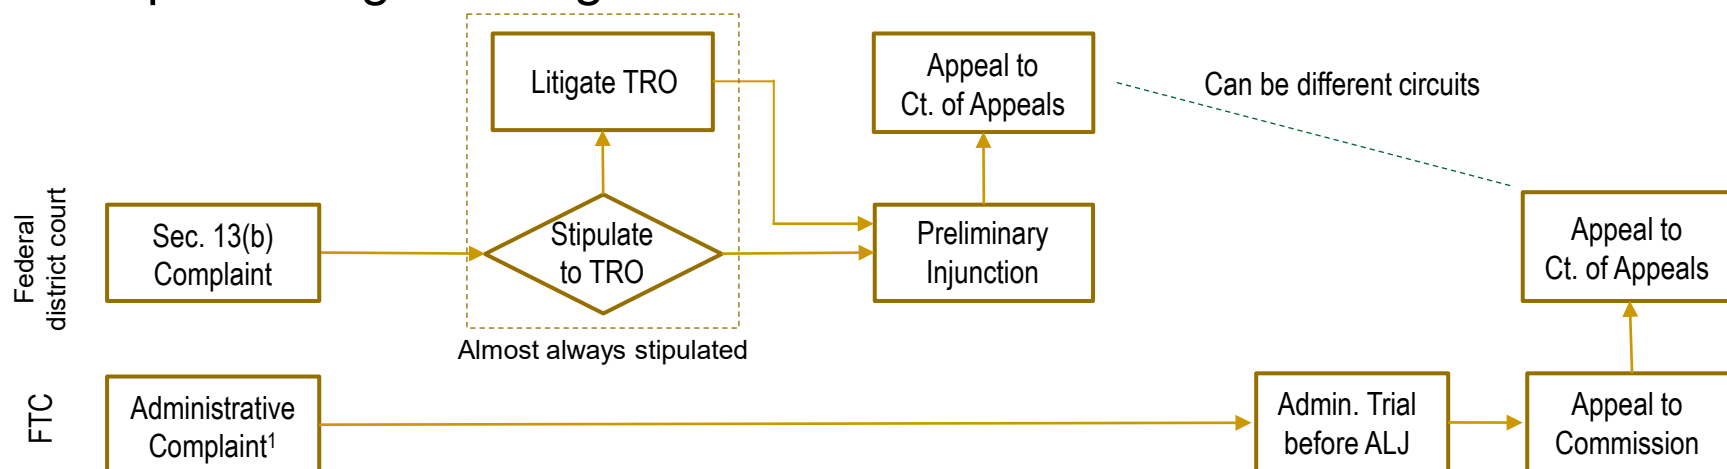 Litigate TRO
Appeal to
Ct. of Appeals
Can be different circuits
Federal
district court
Sec. 13(b)
Complaint
Stipulate
to TRO
Preliminary
Injunction
Appeal to
Ct. of Appeals
Almost always stipulated
FTC
Administrative
Complaint¹
Admin. Trial
before ALJ
Appeal to
Commission